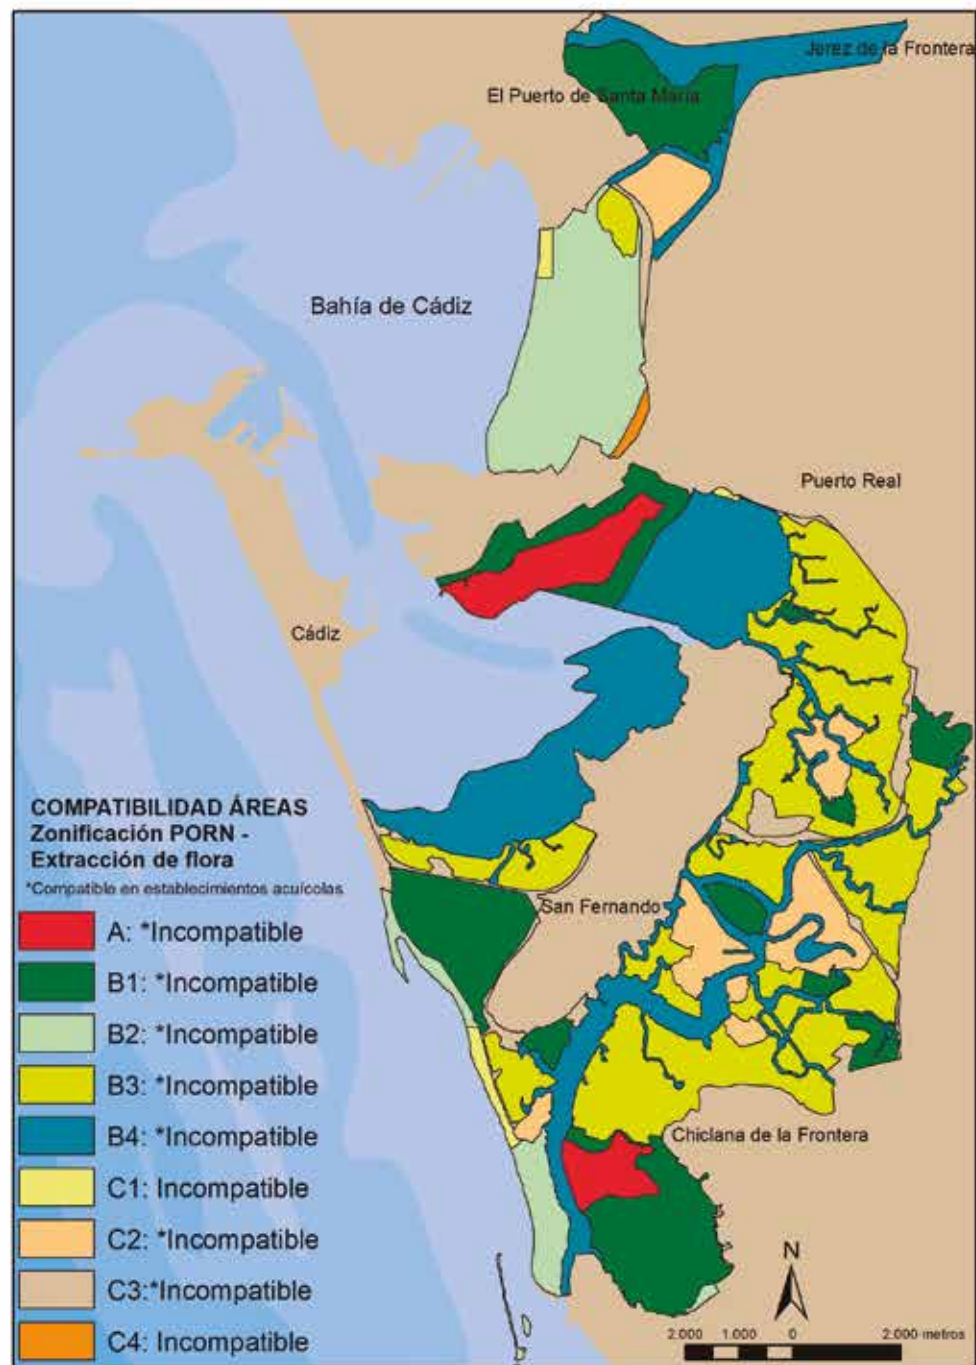 Jerez de la Frontera
El Puerto de Santa María
Bahía de Cádiz
Puerto Real
Cádiz
COMPATIBILIDAD ÁREAS
Zonificación PORN -
Extracción de flora
*Compatible en establecimientos acuícolas
San Fernando
A: *Incompatible
B1: *Incompatible
B2: *Incompatible
B3: *Incompatible
B4: *Incompatible
Chiclana de la Frontera
C1: Incompatible
C2: *Incompatible
C3:*Incompatible
C4: Incompatible
N
2.000 1.000 0 2.000 metros